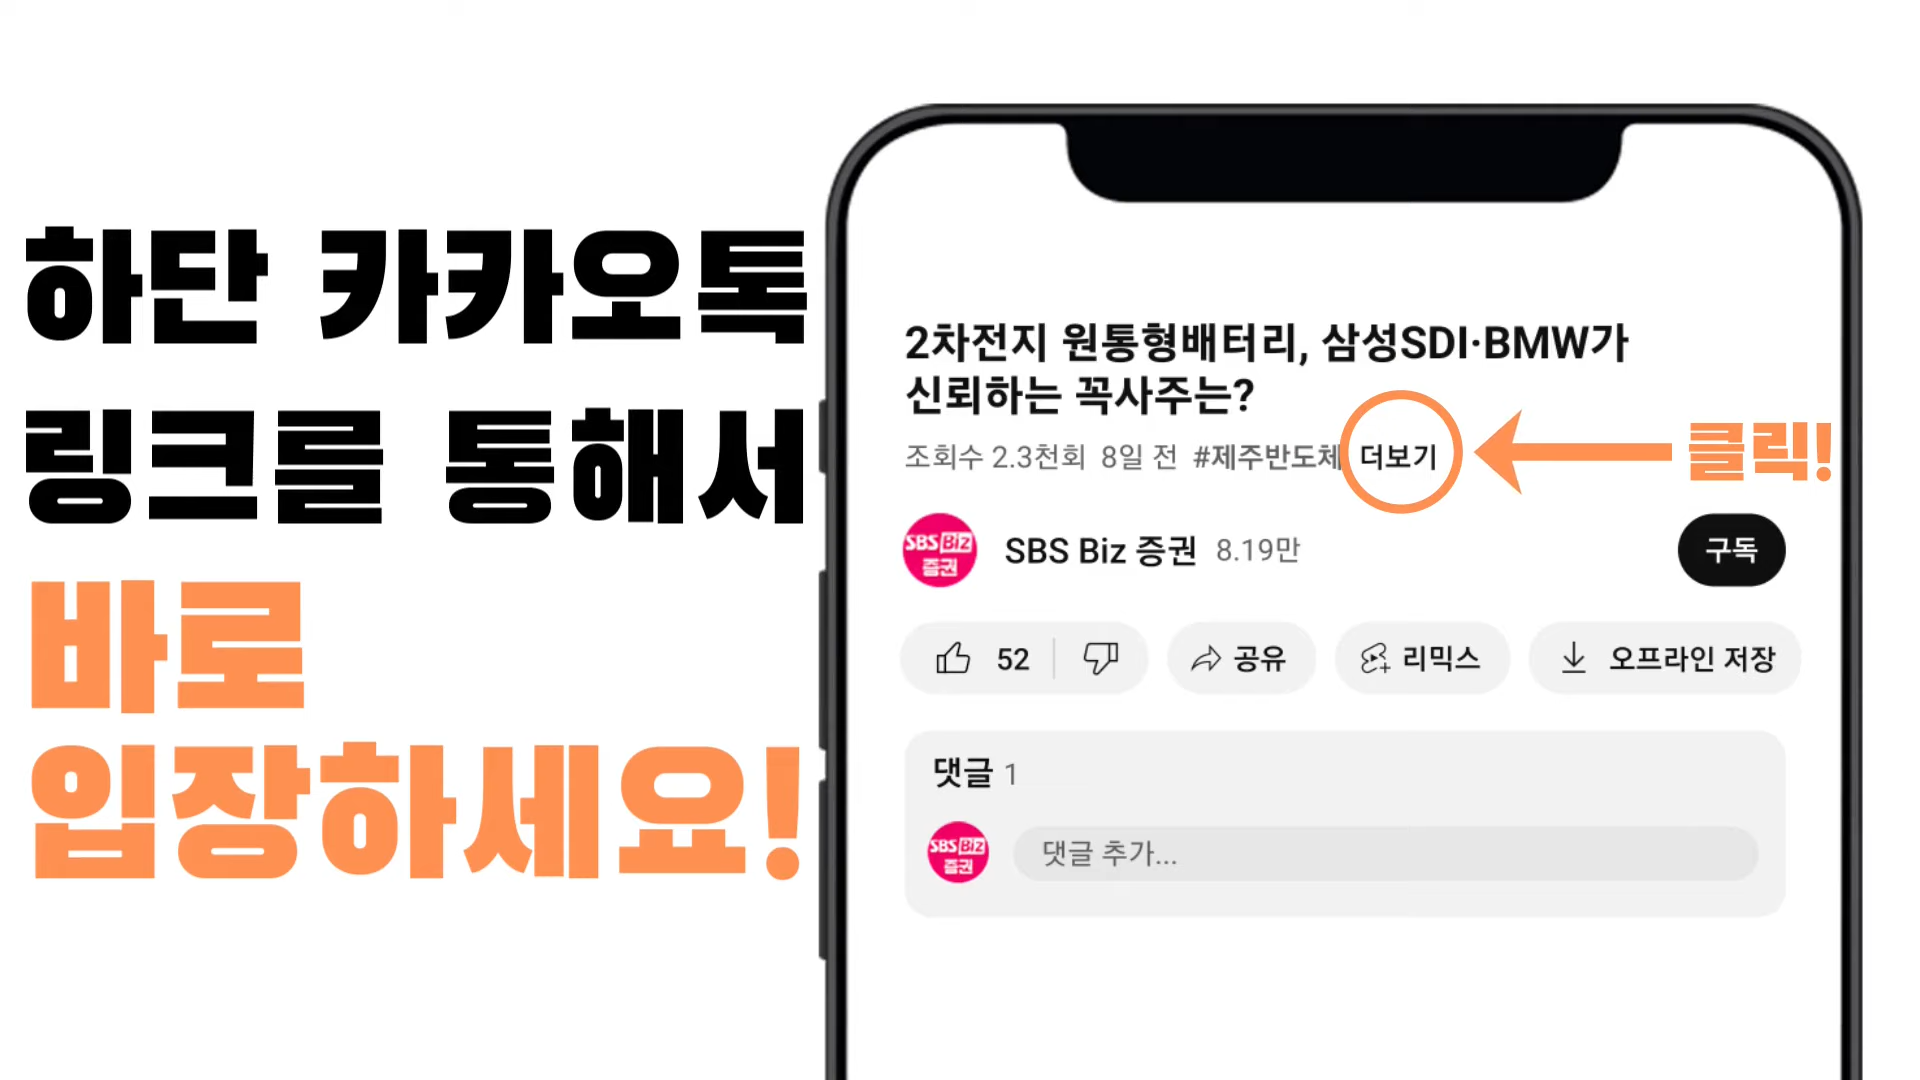 하단 카카오톡
링크를 통해서
바로
입장하세요!
2차전지 원통형배터리, 삼성SDI·BMW가
신뢰하는 꼭사주는?
조회수 2.3천회 8일 전 #제주반도체 더보기
클릭!
SBS Biz 증권
SBS Biz 증권 8.19만
구독
52
공유
리믹스
오프라인 저장
댓글 1
SBS Biz 증권
댓글 추가...